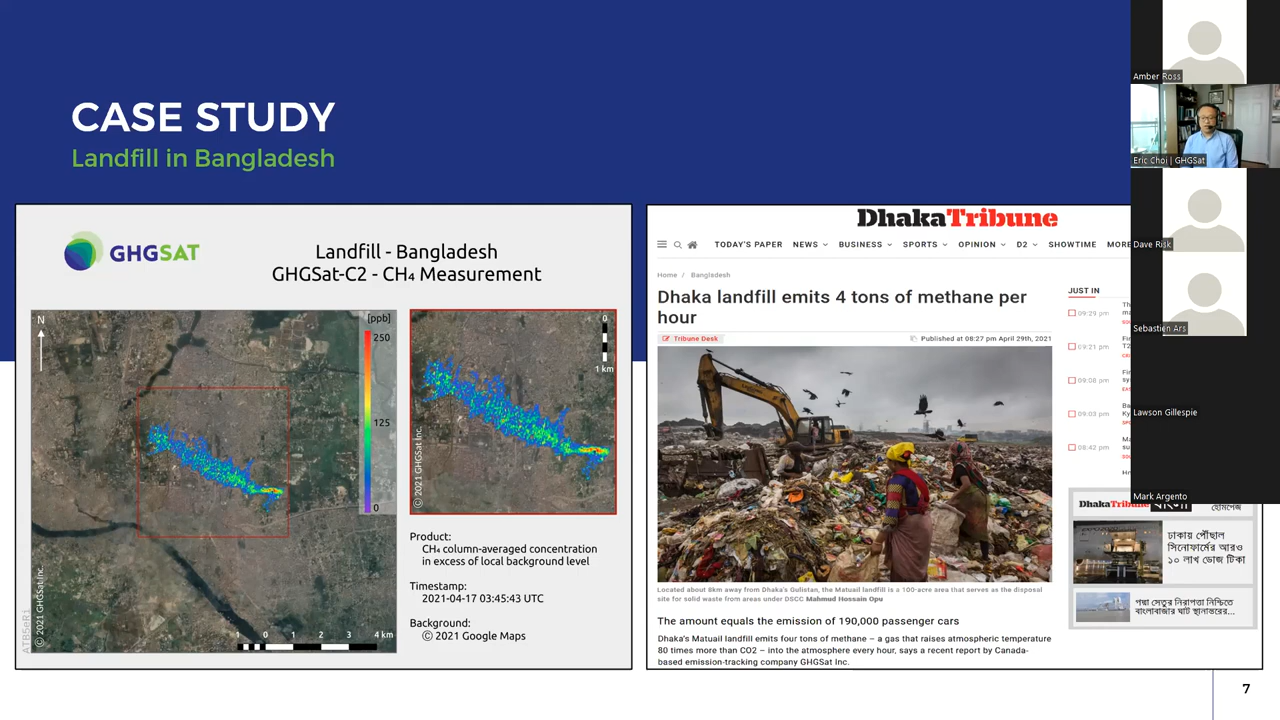 CASE STUDY
Landfill in Bangladesh
GHGSAT
Landfill - Bangladesh
GHGSat-C2 - CH₄ Measurement
N
[ppb]
250
125
0
1 0 1 2 3 4 km
© 2021 GHGSat Inc.
0
1 km
© 2021 GHGSat Inc.
Product:
CH₄ column-averaged concentration
in excess of local background level
Timestamp:
2021-04-17 03:45:43 UTC
Background:
© 2021 Google Maps
DhakaTribune
TODAY'S PAPER NEWS BUSINESS SPORTS OPINION D2 SHOWTIME MORE
Home / Bangladesh
Dhaka landfill emits 4 tons of methane per
hour
Tribune Desk
Published at 08:27 pm April 29th, 2021
Located about 8km away from Dhaka's Gulistan, the Matuail landfill is a 100-acre area that serves as the disposal
site for solid waste from areas under DSCC Mahmud Hossain Opu
The amount equals the emission of 190,000 passenger cars
Dhaka's Matuail landfill emits four tons of methane – a gas that raises atmospheric temperature
80 times more than CO2 – into the atmosphere every hour, says a recent report by Canada-
based emission-tracking company GHGSat Inc.
JUST IN
09:29 pm
09:21 pm
09:08 pm
09:03 pm
08:42 pm
DhakaTribune বাংলা
হোমপেজ
ঢাকায় পৌঁছাল
সিনোফার্মের আরও
১০ লাখ ডোজ টিকা
পদ্মা সেতুর নিরাপত্তা নিশ্চিতে
বাংলাবাজার ঘাট স্থানান্তরের...
Amber Ross
Eric Choi | GHGSat
Dave Risk
Sebastien Ars
Lawson Gillespie
Mark Argento
7